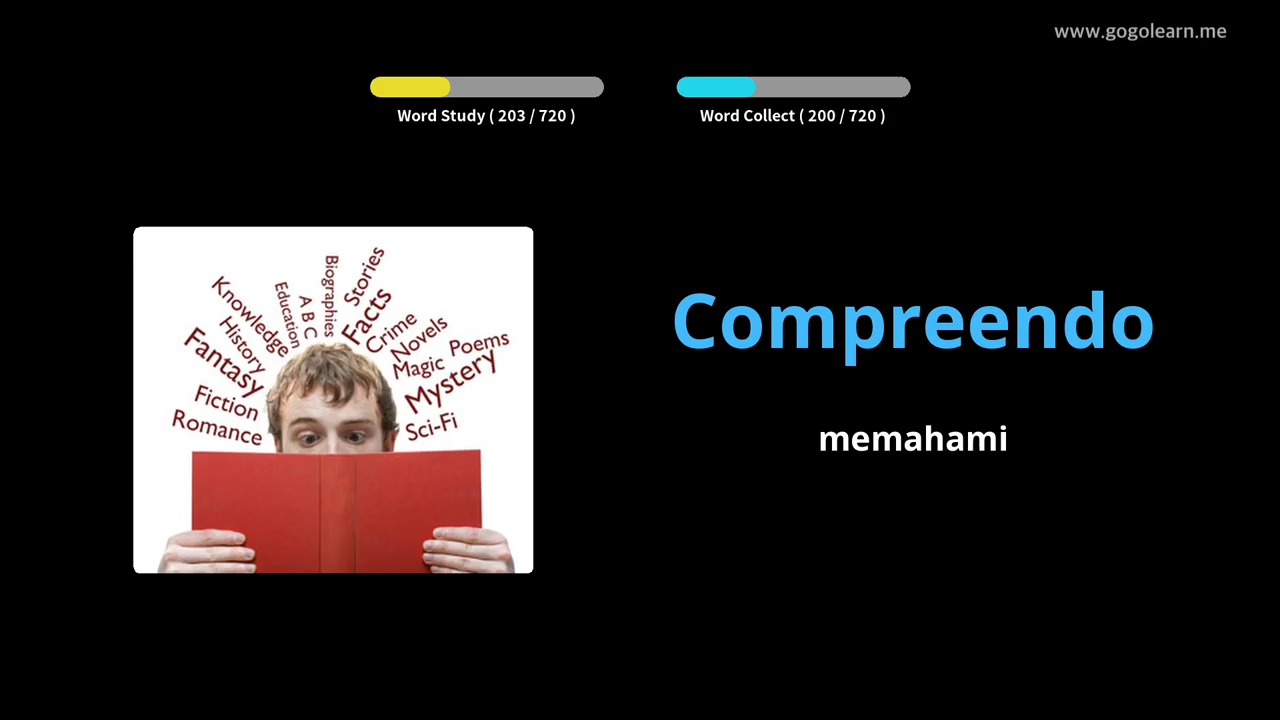 www.gogolearn.me
Word Study ( 203 / 720 )
Word Collect ( 200 / 720 )
Knowledge
Education
A B C
Biographies
Stories
Facts
Crime
Novels
Poems
Magic
Mystery
Sci-Fi
History
Fantasy
Fiction
Romance
Compreendo
memahami